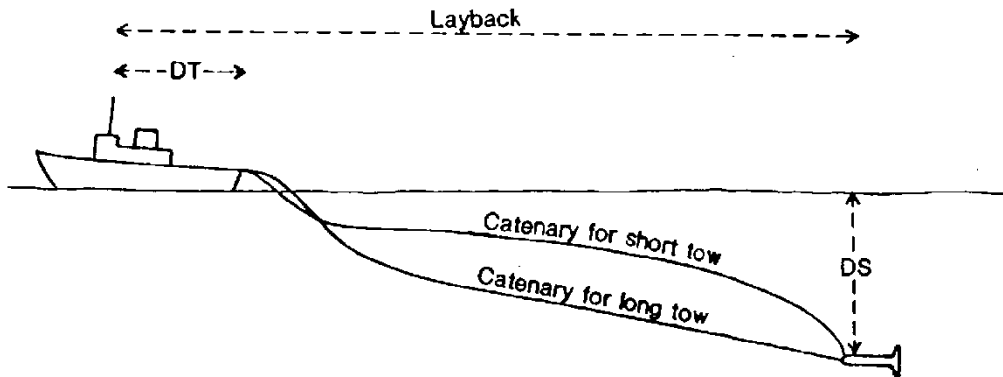 Layback
DT
Catenary for short tow
DS
Catenary for long tow